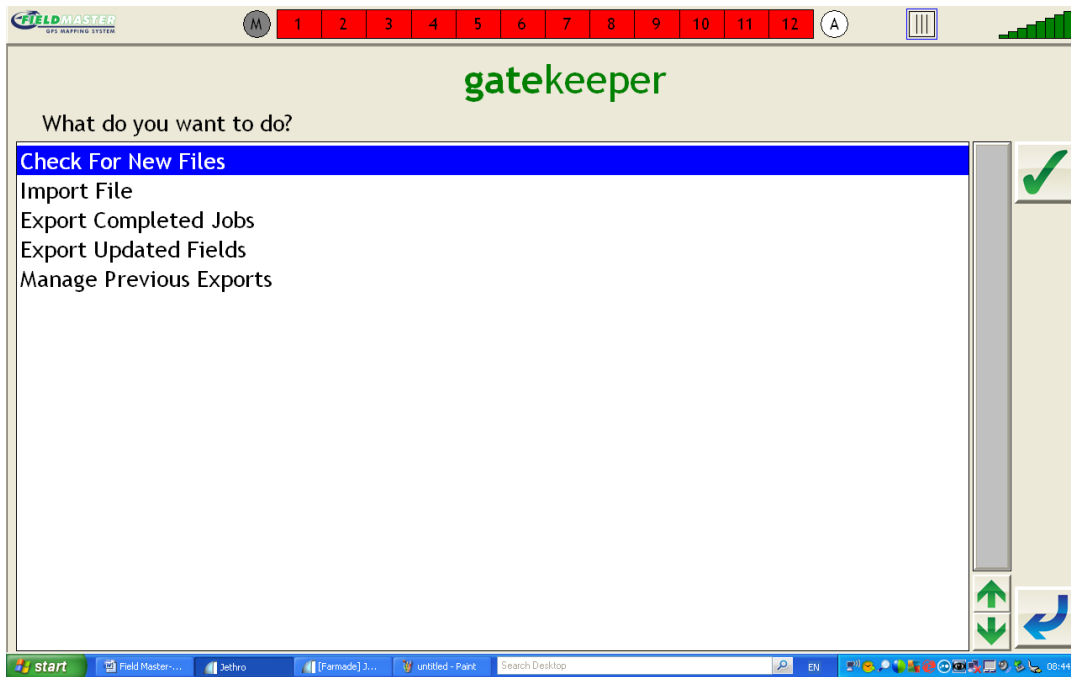 FIELDMASTER
GPS MAPPING SYSTEM
M 1 2 3 4 5 6 7 8 9 10 11 12 A
gatekeeper
What do you want to do?
Check For New Files
Import File
Export Completed Jobs
Export Updated Fields
Manage Previous Exports
start Field Master-... Jethro [Farmade] J... untitled - Paint Search Desktop EN 08:44